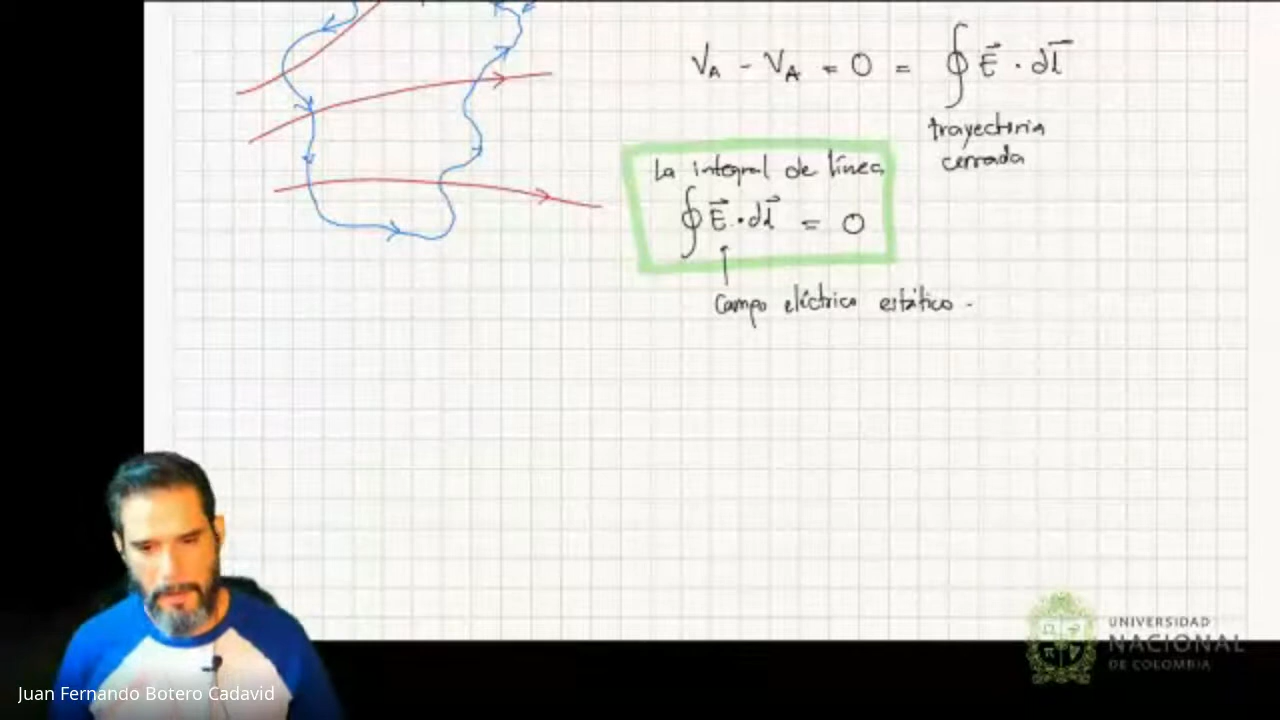 V_A - V_A = 0 = ∮ E⃗ · dl⃗
trayectoria
cerrada
La integral de línea
∮ E⃗ · dl⃗ = 0
Campo eléctrico estático.
UNIVERSIDAD
NACIONAL
DE COLOMBIA
Juan Fernando Botero Cadavid